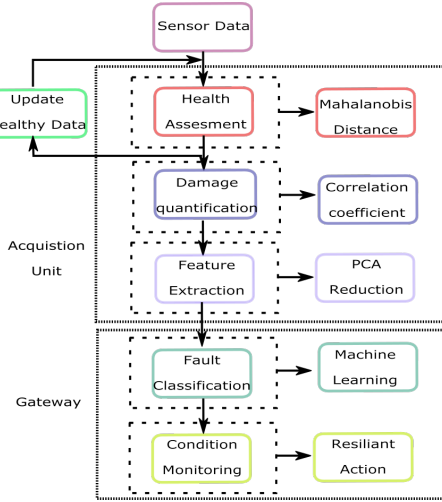 Sensor Data
Update
ealthy Data
Health
Assesment
Mahalanobis
Distance
Damage
quantification
Correlation
coefficient
Acquistion
Unit
Feature
Extraction
PCA
Reduction
Fault
Classification
Machine
Learning
Gateway
Condition
Monitoring
Resiliant
Action